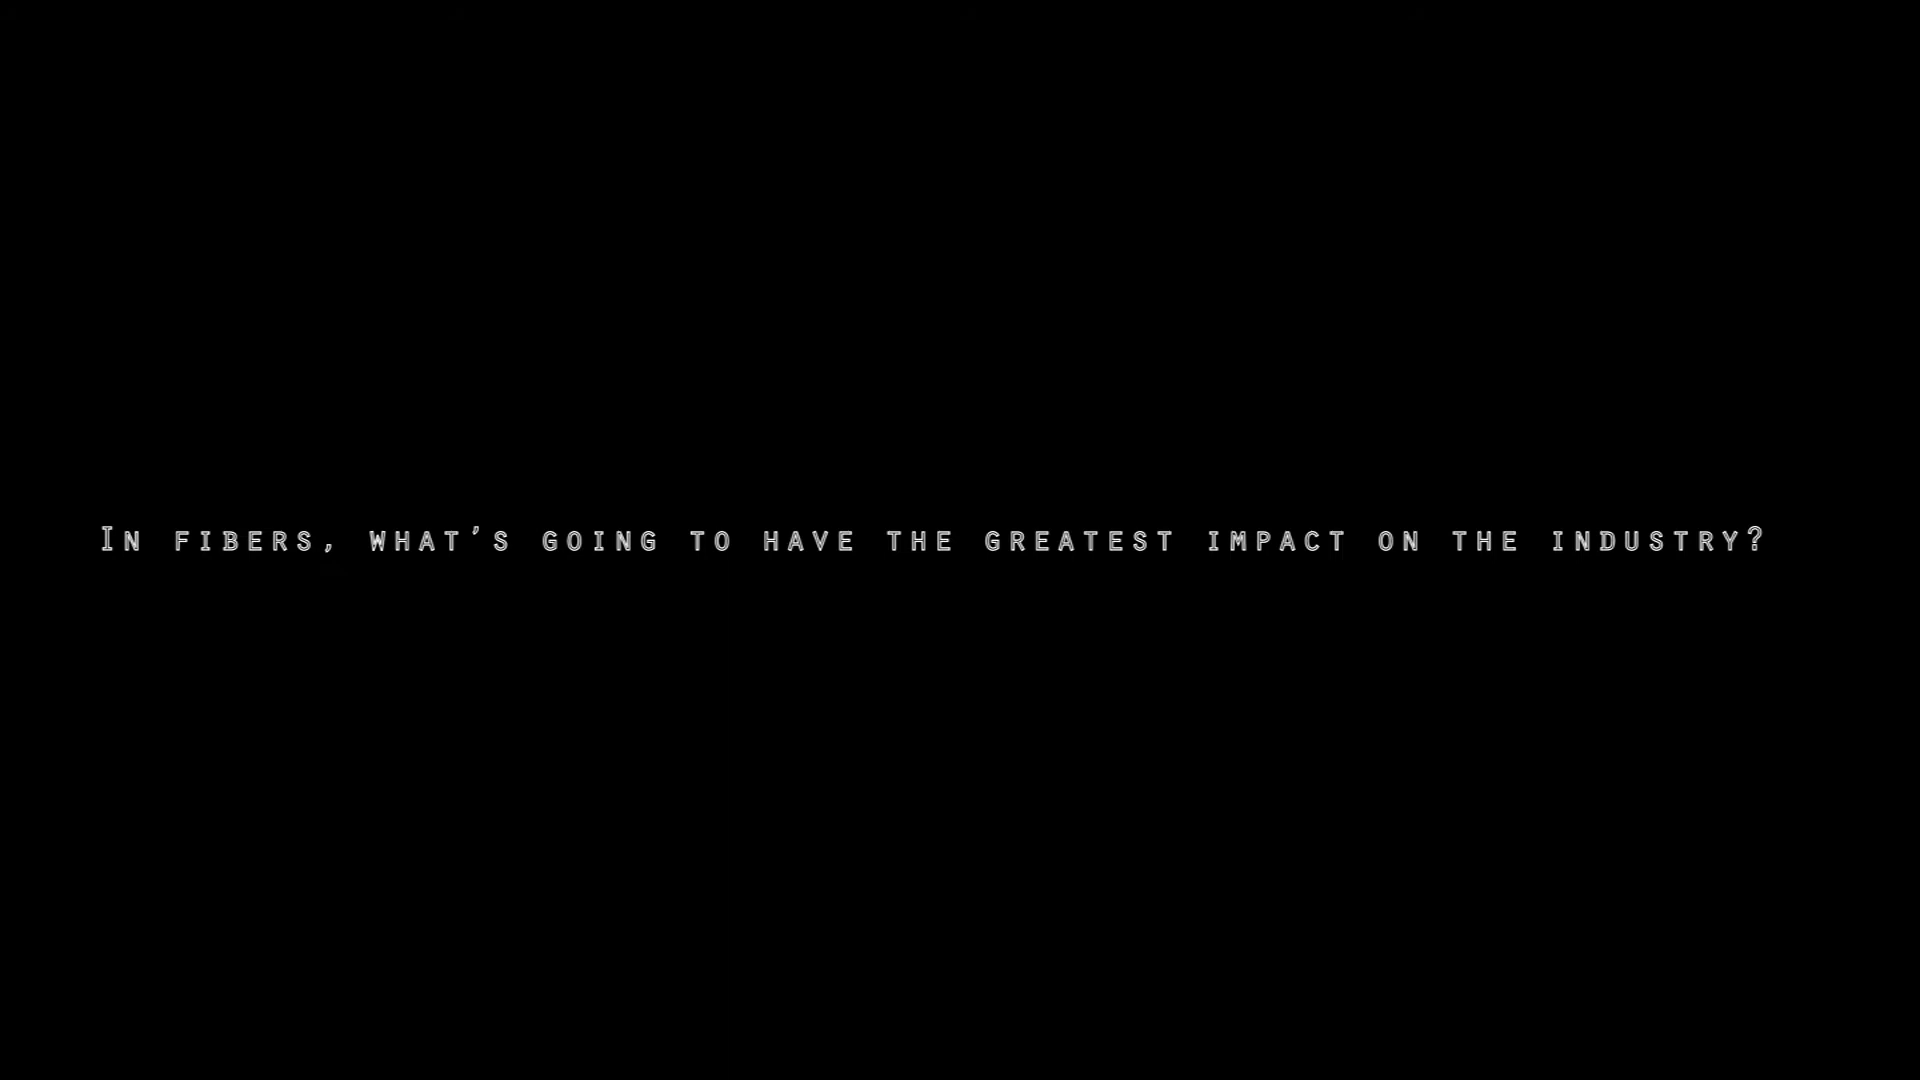 In fibers, what's going to have the greatest impact on the industry?